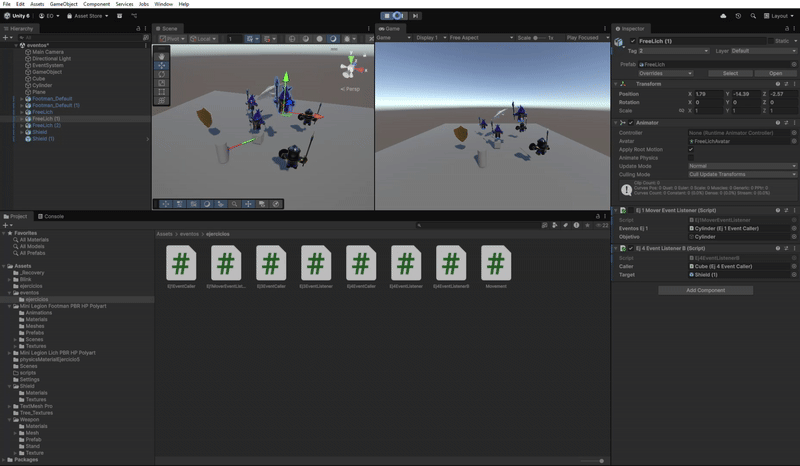 File Edit Assets GameObject Component Services Jobs Window Help
Unity 6 EO Asset Store Layout
Hierarchy
All
eventos*
Main Camera
Directional Light
EventSystem
GameObject
Cube
Cylinder
Plane
Footmen_Default
Footmen_Default (1)
FreeLich
FreeLich (1)
FreeLich (2)
Shield
Shield (1)
Scene
Pivot Local 1
Persp
Game
Game Display 1 Free Aspect Scale 1x Play Focused
Project Console
22
Favorites
All Materials
All Models
All Prefabs
Assets
_Recovery
Blink
ejercicios
eventos
ejercicios
Mini Legion Footman PBR HP Polyart
Animations
Materials
Meshes
Prefabs
Scenes
Textures
Mini Legion Lich PBR HP Polyart
physicsMaterialEjercicio5
Scenes
Settings
scripts
Shield
Materials
Textures
TextMesh Pro
Tree_Textures
Weapon
Materials
Mesh
Prefab
Stand
Texture
Packages
Assets eventos ejercicios
Ej1EventCaller Ej1MoverEventList... Ej3EventCaller Ej3EventListener Ej4EventCaller Ej4EventListener Ej4EventListenerB Movement
Inspector
FreeLich (1) Static
Tag 2 Layer Default
Prefab FreeLich
Overrides Select Open
Transform
Position X 1.79 Y -14.39 Z -2.57
Rotation X 0 Y 0 Z 0
Scale X 1 Y 1 Z 1
Animator
Controller None (Runtime Animator Controller)
Avatar FreeLichAvatar
Apply Root Motion
Animate Physics
Update Mode Normal
Culling Mode Cull Update Transforms
Clip Count: 0
Ej 1 Mover Event Listener (Script)
Script Ej1MoverEventListener
Eventos Ej 1 Cylinder (Ej 1 Event Caller)
Objetivo Cylinder
Ej 4 Event Listener B (Script)
Script Ej4EventListenerB
Caller Cube (Ej 4 Event Caller)
Target Shield (1)
Add Component